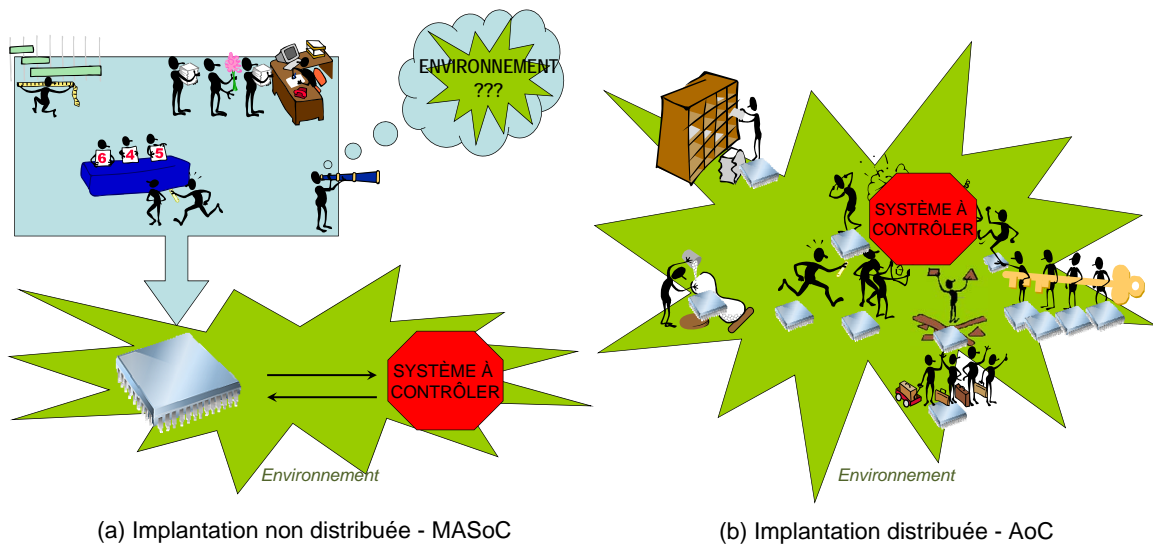 ENVIRONNEMENT
???
6 4 5
SYSTÈME À
CONTRÔLER
Environnement
(a) Implantation non distribuée - MASoC
SYSTÈME À
CONTRÔLER
Environnement
(b) Implantation distribuée - AoC